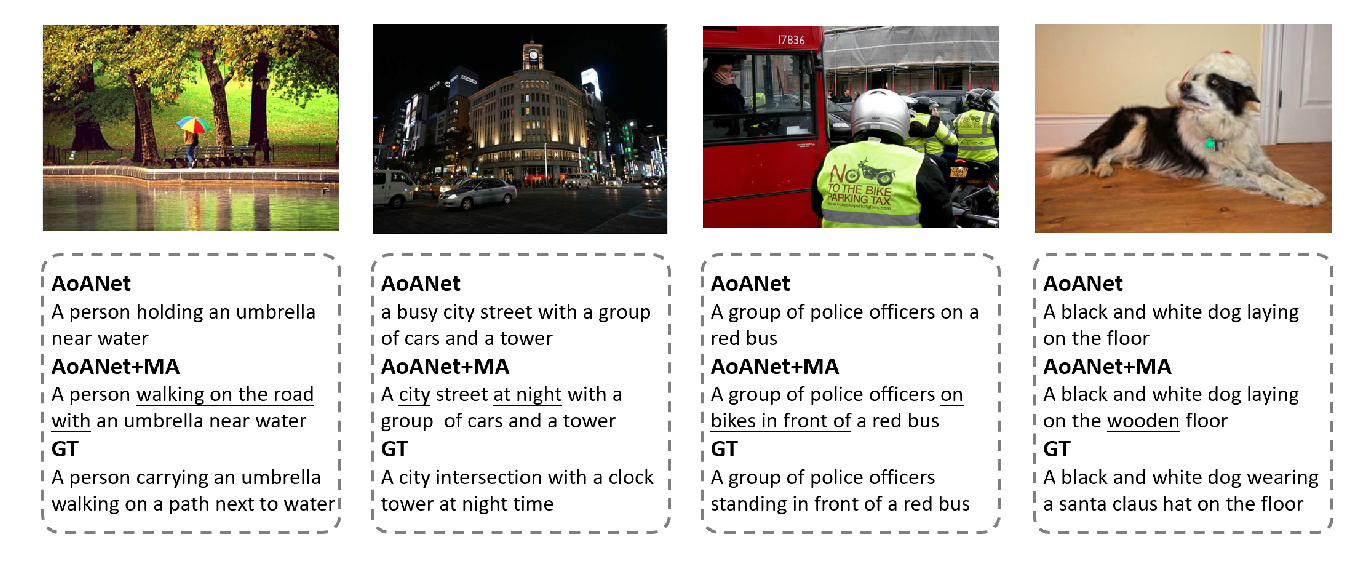 17836
NO
TO THE BIKE
PARKING TAX
AoANet
A person holding an umbrella
near water
AoANet+MA
A person walking on the road
with an umbrella near water
GT
A person carrying an umbrella
walking on a path next to water
AoANet
a busy city street with a group
of cars and a tower
AoANet+MA
A city street at night with a
group  of cars and a tower
GT
A city intersection with a clock
tower at night time
AoANet
A group of police officers on a
red bus
AoANet+MA
A group of police officers on
bikes in front of a red bus
GT
A group of police officers
standing in front of a red bus
AoANet
A black and white dog laying
on the floor
AoANet+MA
A black and white dog laying
on the wooden floor
GT
A black and white dog wearing
a santa claus hat on the floor